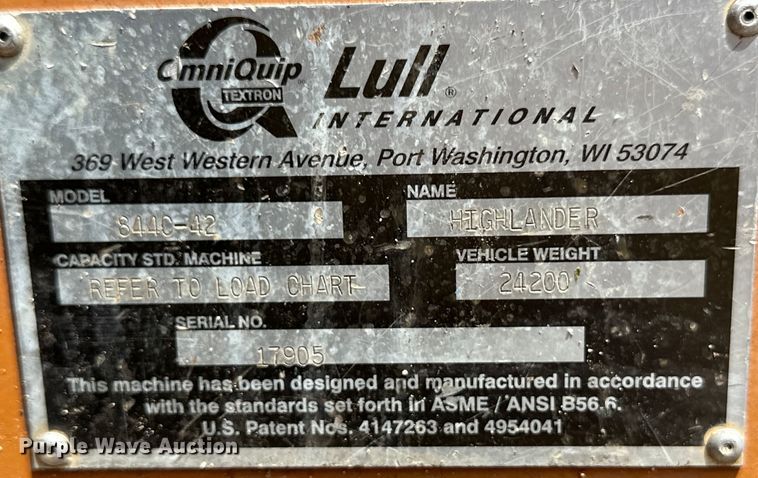 OmniQuip
TEXTRON
Lull®
INTERNATIONAL
369 West Western Avenue, Port Washington, WI 53074
MODEL NAME
844C-42 HIGHLANDER
CAPACITY STD. MACHINE VEHICLE WEIGHT
REFER TO LOAD CHART 24200
SERIAL NO.
17905
This machine has been designed and manufactured in accordance
with the standards set forth in ASME / ANSI B56.6.
U.S. Patent Nos. 4147263 and 4954041
Purple Wave Auction